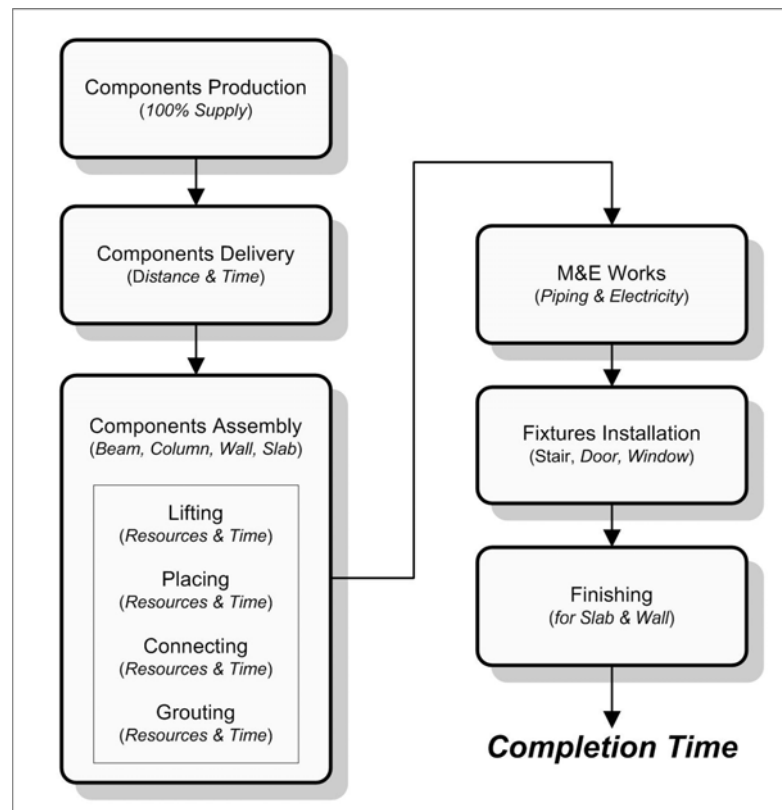 Components Production
(100% Supply)
Components Delivery
(Distance & Time)
Components Assembly
(Beam, Column, Wall, Slab)
Lifting
(Resources & Time)
Placing
(Resources & Time)
Connecting
(Resources & Time)
Grouting
(Resources & Time)
M&E Works
(Piping & Electricity)
Fixtures Installation
(Stair, Door, Window)
Finishing
(for Slab & Wall)
Completion Time